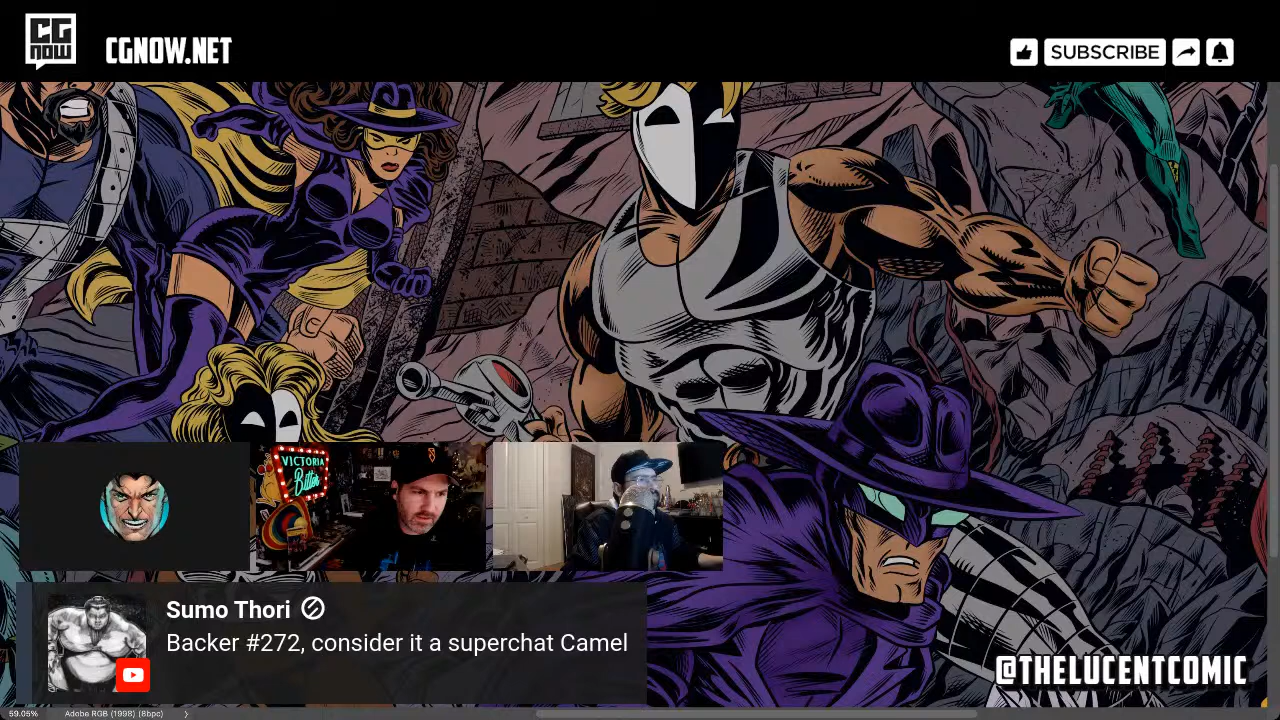 CG
NOW
CGNOW.NET
SUBSCRIBE
VICTORIA
Bitter
Sumo Thori
Backer #272, consider it a superchat Camel
@THELUCENTCOMIC
59.05%
Adobe RGB (1998) (8bpc)